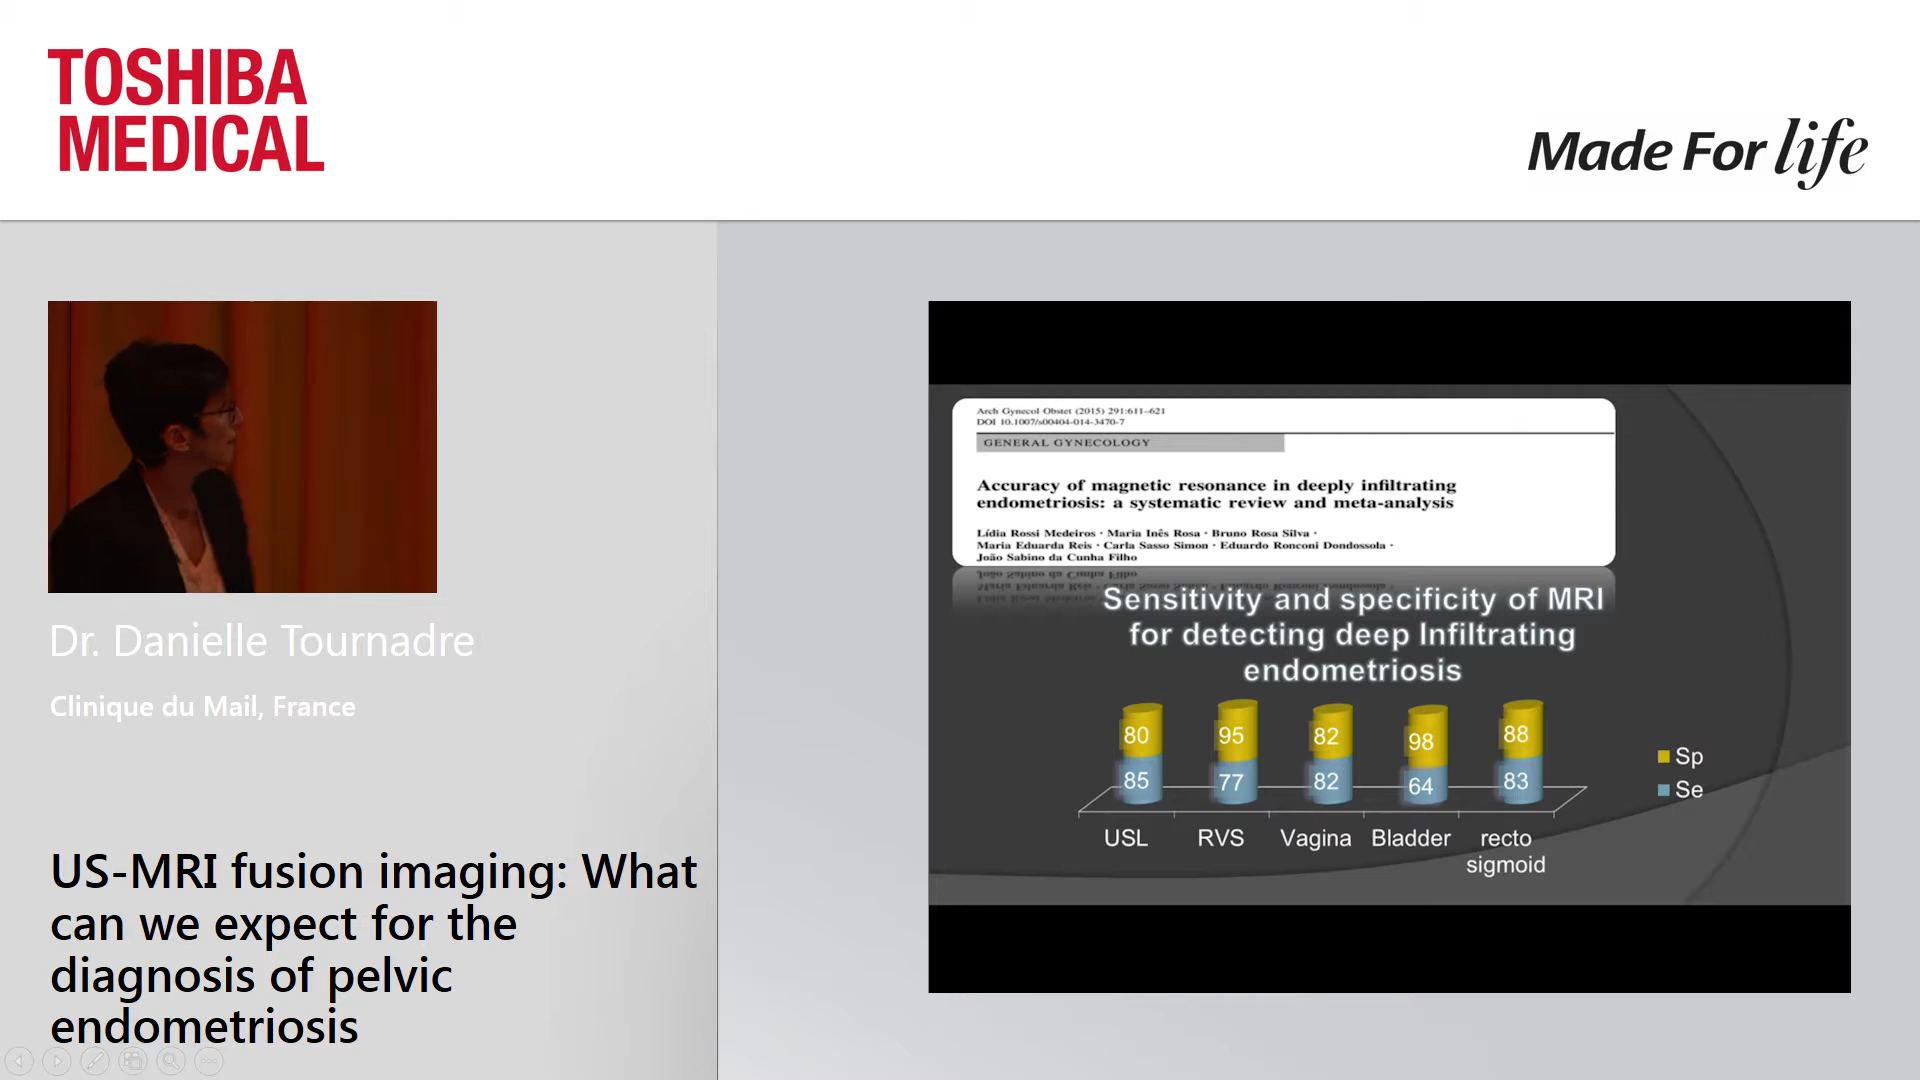 TOSHIBA
MEDICAL
Made For life
Dr. Danielle Tournadre
Clinique du Mail, France
US-MRI fusion imaging: What
can we expect for the
diagnosis of pelvic
endometriosis
Arch Gynecol Obstet (2015) 291:611–621
DOI 10.1007/s00404-014-3470-7
GENERAL GYNECOLOGY
Accuracy of magnetic resonance in deeply infiltrating
endometriosis: a systematic review and meta-analysis
Lídia Rossi Medeiros · Maria Inês Rosa · Bruno Rosa Silva ·
Maria Eduarda Reis · Carla Sasso Simon · Eduardo Ronconi Dondossola ·
João Sabino da Cunha Filho
Sensitivity and specificity of MRI
for detecting deep Infiltrating
endometriosis
80 95 82 98 88
85 77 82 64 83
Sp
Se
USL RVS Vagina Bladder recto
sigmoid